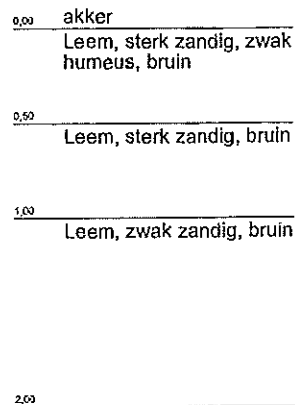 akker
0,00
Leem, sterk zandig, zwak
humeus, bruin
0,50
Leem, sterk zandig, bruin
1,00
Leem, zwak zandig, bruin
2,00